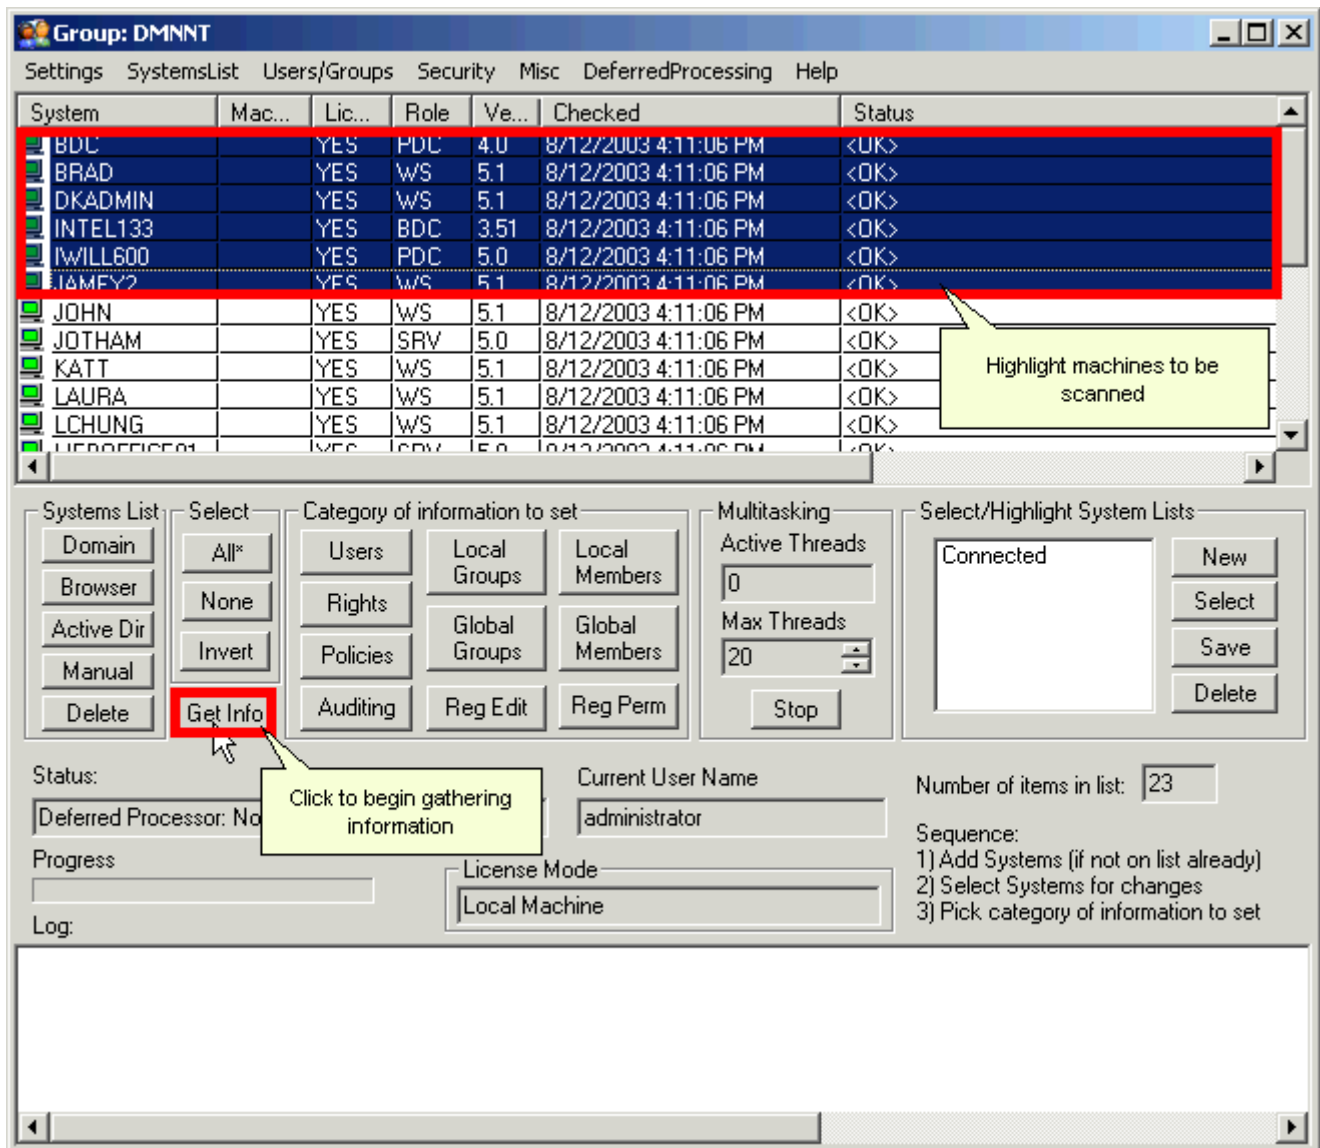 Group: DMNNT
Settings SystemsList Users/Groups Security Misc DeferredProcessing Help
System Mac... Lic... Role Ve... Checked Status
BDC YES PDC 4.0 8/12/2003 4:11:06 PM <OK>
BRAD YES WS 5.1 8/12/2003 4:11:06 PM <OK>
DKADMIN YES WS 5.1 8/12/2003 4:11:06 PM <OK>
INTEL133 YES BDC 3.51 8/12/2003 4:11:06 PM <OK>
IWILL600 YES PDC 5.0 8/12/2003 4:11:06 PM <OK>
JAMEY2 YES WS 5.1 8/12/2003 4:11:06 PM <OK>
JOHN YES WS 5.1 8/12/2003 4:11:06 PM <OK>
JOTHAM YES SRV 5.0 8/12/2003 4:11:06 PM <OK>
KATT YES WS 5.1 8/12/2003 4:11:06 PM <OK>
LAURA YES WS 5.1 8/12/2003 4:11:06 PM
LCHUNG YES WS 5.1 8/12/2003 4:11:06 PM <OK>
YES SRV 5.0 8/12/2003 4:11:06 PM <OK>
Highlight machines to be
scanned
Systems List
Domain
Browser
Active Dir
Manual
Delete
Select
All*
None
Invert
Get Info
Category of information to set
Users
Rights
Policies
Auditing
Local
Groups
Global
Groups
Reg Edit
Local
Members
Global
Members
Reg Perm
Multitasking
Active Threads
0
Max Threads
20
Stop
Select/Highlight System Lists
Connected
New
Select
Save
Delete
Click to begin gathering
information
Status:
Deferred Processor: No
Current User Name
administrator
Number of items in list: 23
Progress
License Mode
Local Machine
Sequence:
1) Add Systems (if not on list already)
2) Select Systems for changes
3) Pick category of information to set
Log: